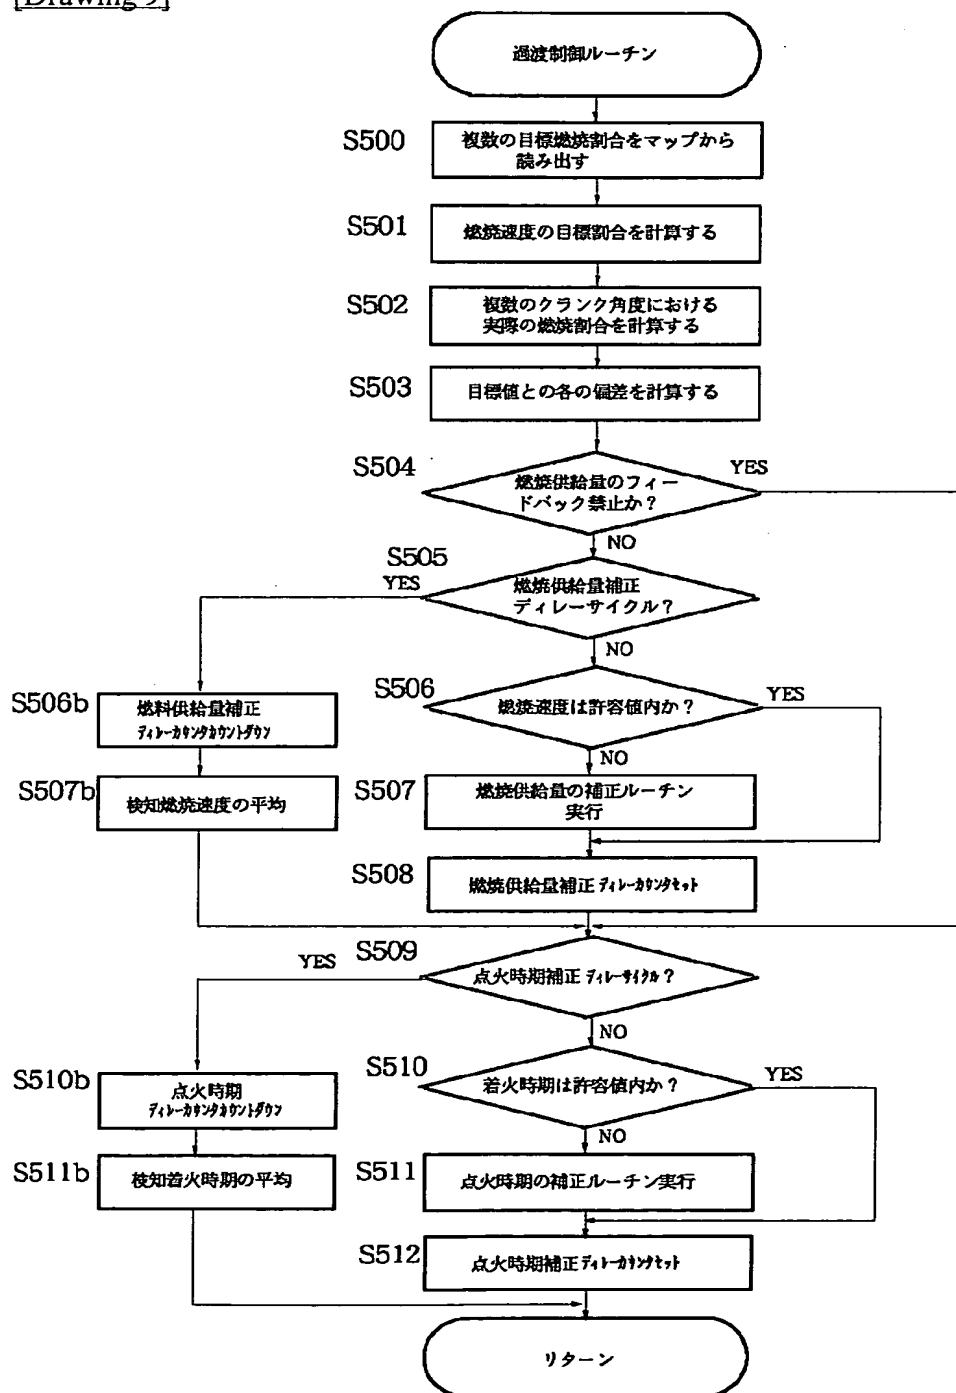 [Drawing 9]
過渡制御ルーチン
S500
複数の目標燃焼割合をマップから
読み出す
S501
燃焼速度の目標割合を計算する
S502
複数のクランク角度における
実際の燃焼割合を計算する
S503
目標値との各の偏差を計算する
S504
燃焼供給量のフィー
ドバック禁止か?
YES
NO
S505
YES
燃焼供給量補正
ディレーサイクル?
NO
S506b
燃料供給量補正
ディレーカウンタカウントダウン
S506
燃焼速度は許容値内か?
YES
NO
S507b
検知燃焼速度の平均
S507
燃焼供給量の補正ルーチン
実行
S508
燃焼供給量補正ディレーカウンタセット
S509
YES
点火時期補正ディレーサイクル?
NO
S510b
点火時期
ディレーカウンタカウントダウン
S510
着火時期は許容値内か?
YES
NO
S511b
検知着火時期の平均
S511
点火時期の補正ルーチン実行
S512
点火時期補正ディレーカウンタセット
リターン